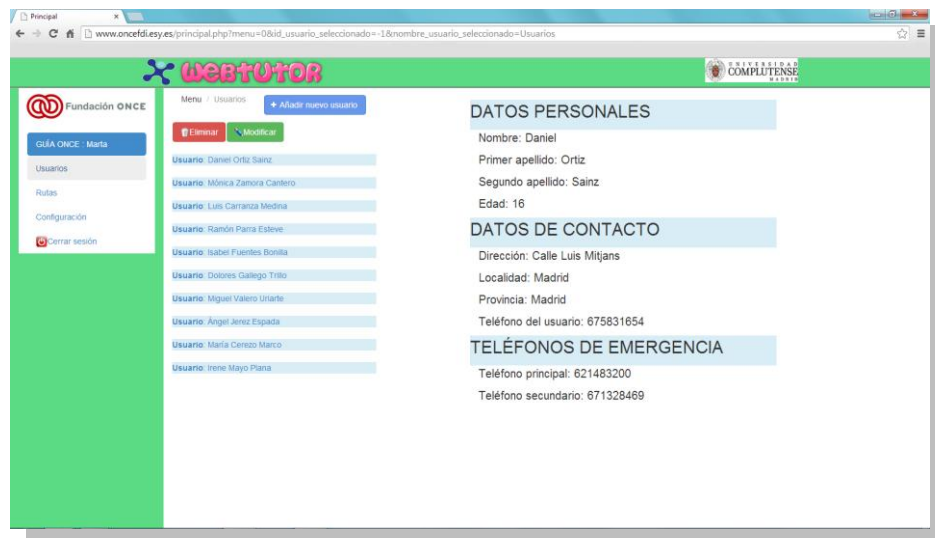 Principal
www.oncefdi.esy.es/principal.php?menu=0&id_usuario_seleccionado=-1&nombre_usuario_seleccionado=Usuarios
WEBTUTOR
UNIVERSIDAD
COMPLUTENSE
MADRID
Fundación ONCE
GUÍA ONCE : Marta
Usuarios
Rutas
Configuración
Cerrar sesión
Menu / Usuarios
+ Añadir nuevo usuario
Eliminar
Modificar
Usuario: Daniel Ortiz Sainz
Usuario: Mónica Zamora Cantero
Usuario: Luis Carranza Medina
Usuario: Ramón Parra Esteve
Usuario: Isabel Fuentes Bonilla
Usuario: Dolores Gallego Trillo
Usuario: Miguel Valero Uriarte
Usuario: Ángel Jerez Espada
Usuario: María Cerezo Marco
Usuario: Irene Mayo Plana
DATOS PERSONALES
Nombre: Daniel
Primer apellido: Ortiz
Segundo apellido: Sainz
Edad: 16
DATOS DE CONTACTO
Dirección: Calle Luis Mitjans
Localidad: Madrid
Provincia: Madrid
Teléfono del usuario: 675831654
TELÉFONOS DE EMERGENCIA
Teléfono principal: 621483200
Teléfono secundario: 671328469